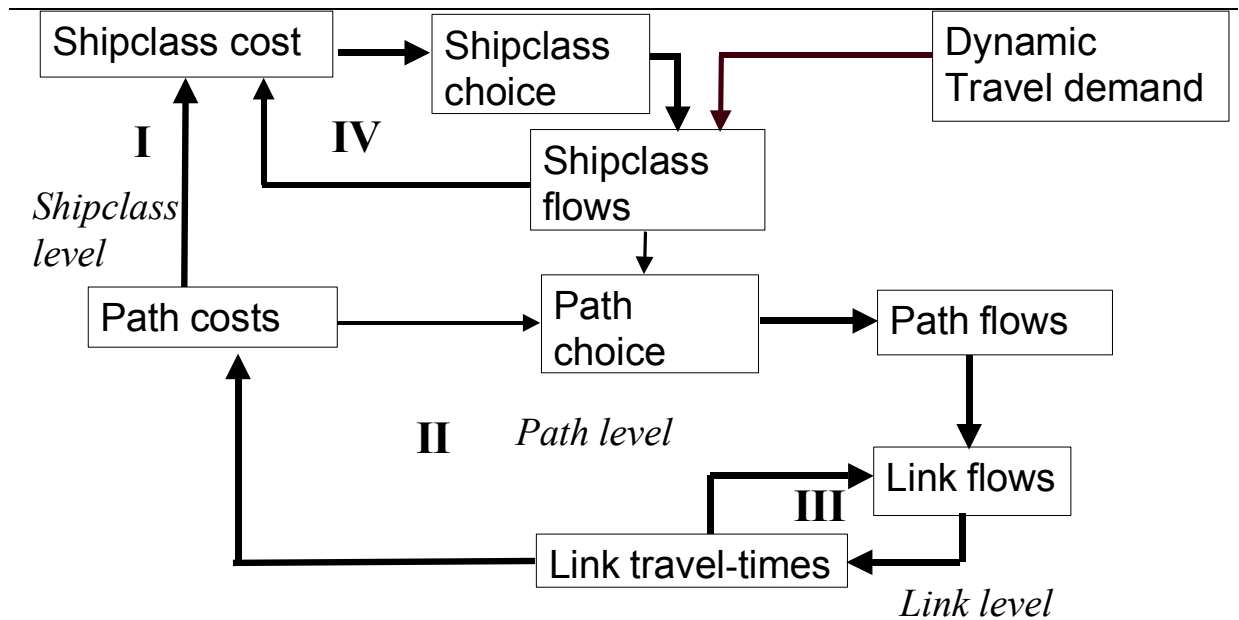 Shipclass cost
Shipclass
choice
Dynamic
Travel demand
I
IV
Shipclass
flows
Shipclass
level
Path costs
Path
choice
Path flows
II
Path level
Link flows
III
Link travel-times
Link level